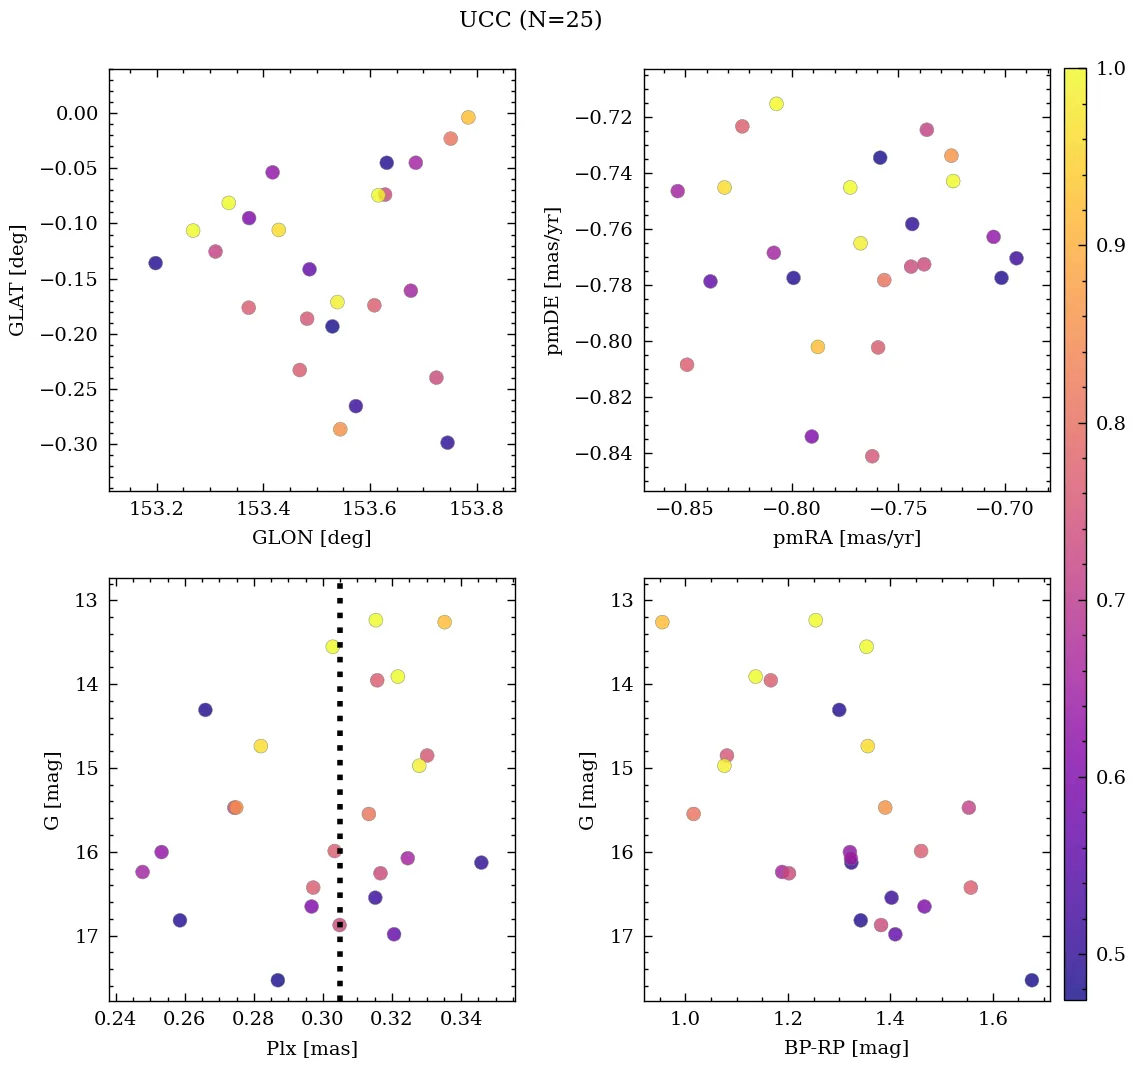 UCC (N=25)
0.00
−0.05
−0.10
−0.15
−0.20
−0.25
−0.30
GLAT [deg]
153.2 153.4 153.6 153.8
GLON [deg]
−0.72
−0.74
−0.76
−0.78
−0.80
−0.82
−0.84
pmDE [mas/yr]
−0.85 −0.80 −0.75 −0.70
pmRA [mas/yr]
13
14
15
16
17
G [mag]
0.24 0.26 0.28 0.30 0.32 0.34
Plx [mas]
13
14
15
16
17
G [mag]
1.0 1.2 1.4 1.6
BP-RP [mag]
1.0
0.9
0.8
0.7
0.6
0.5